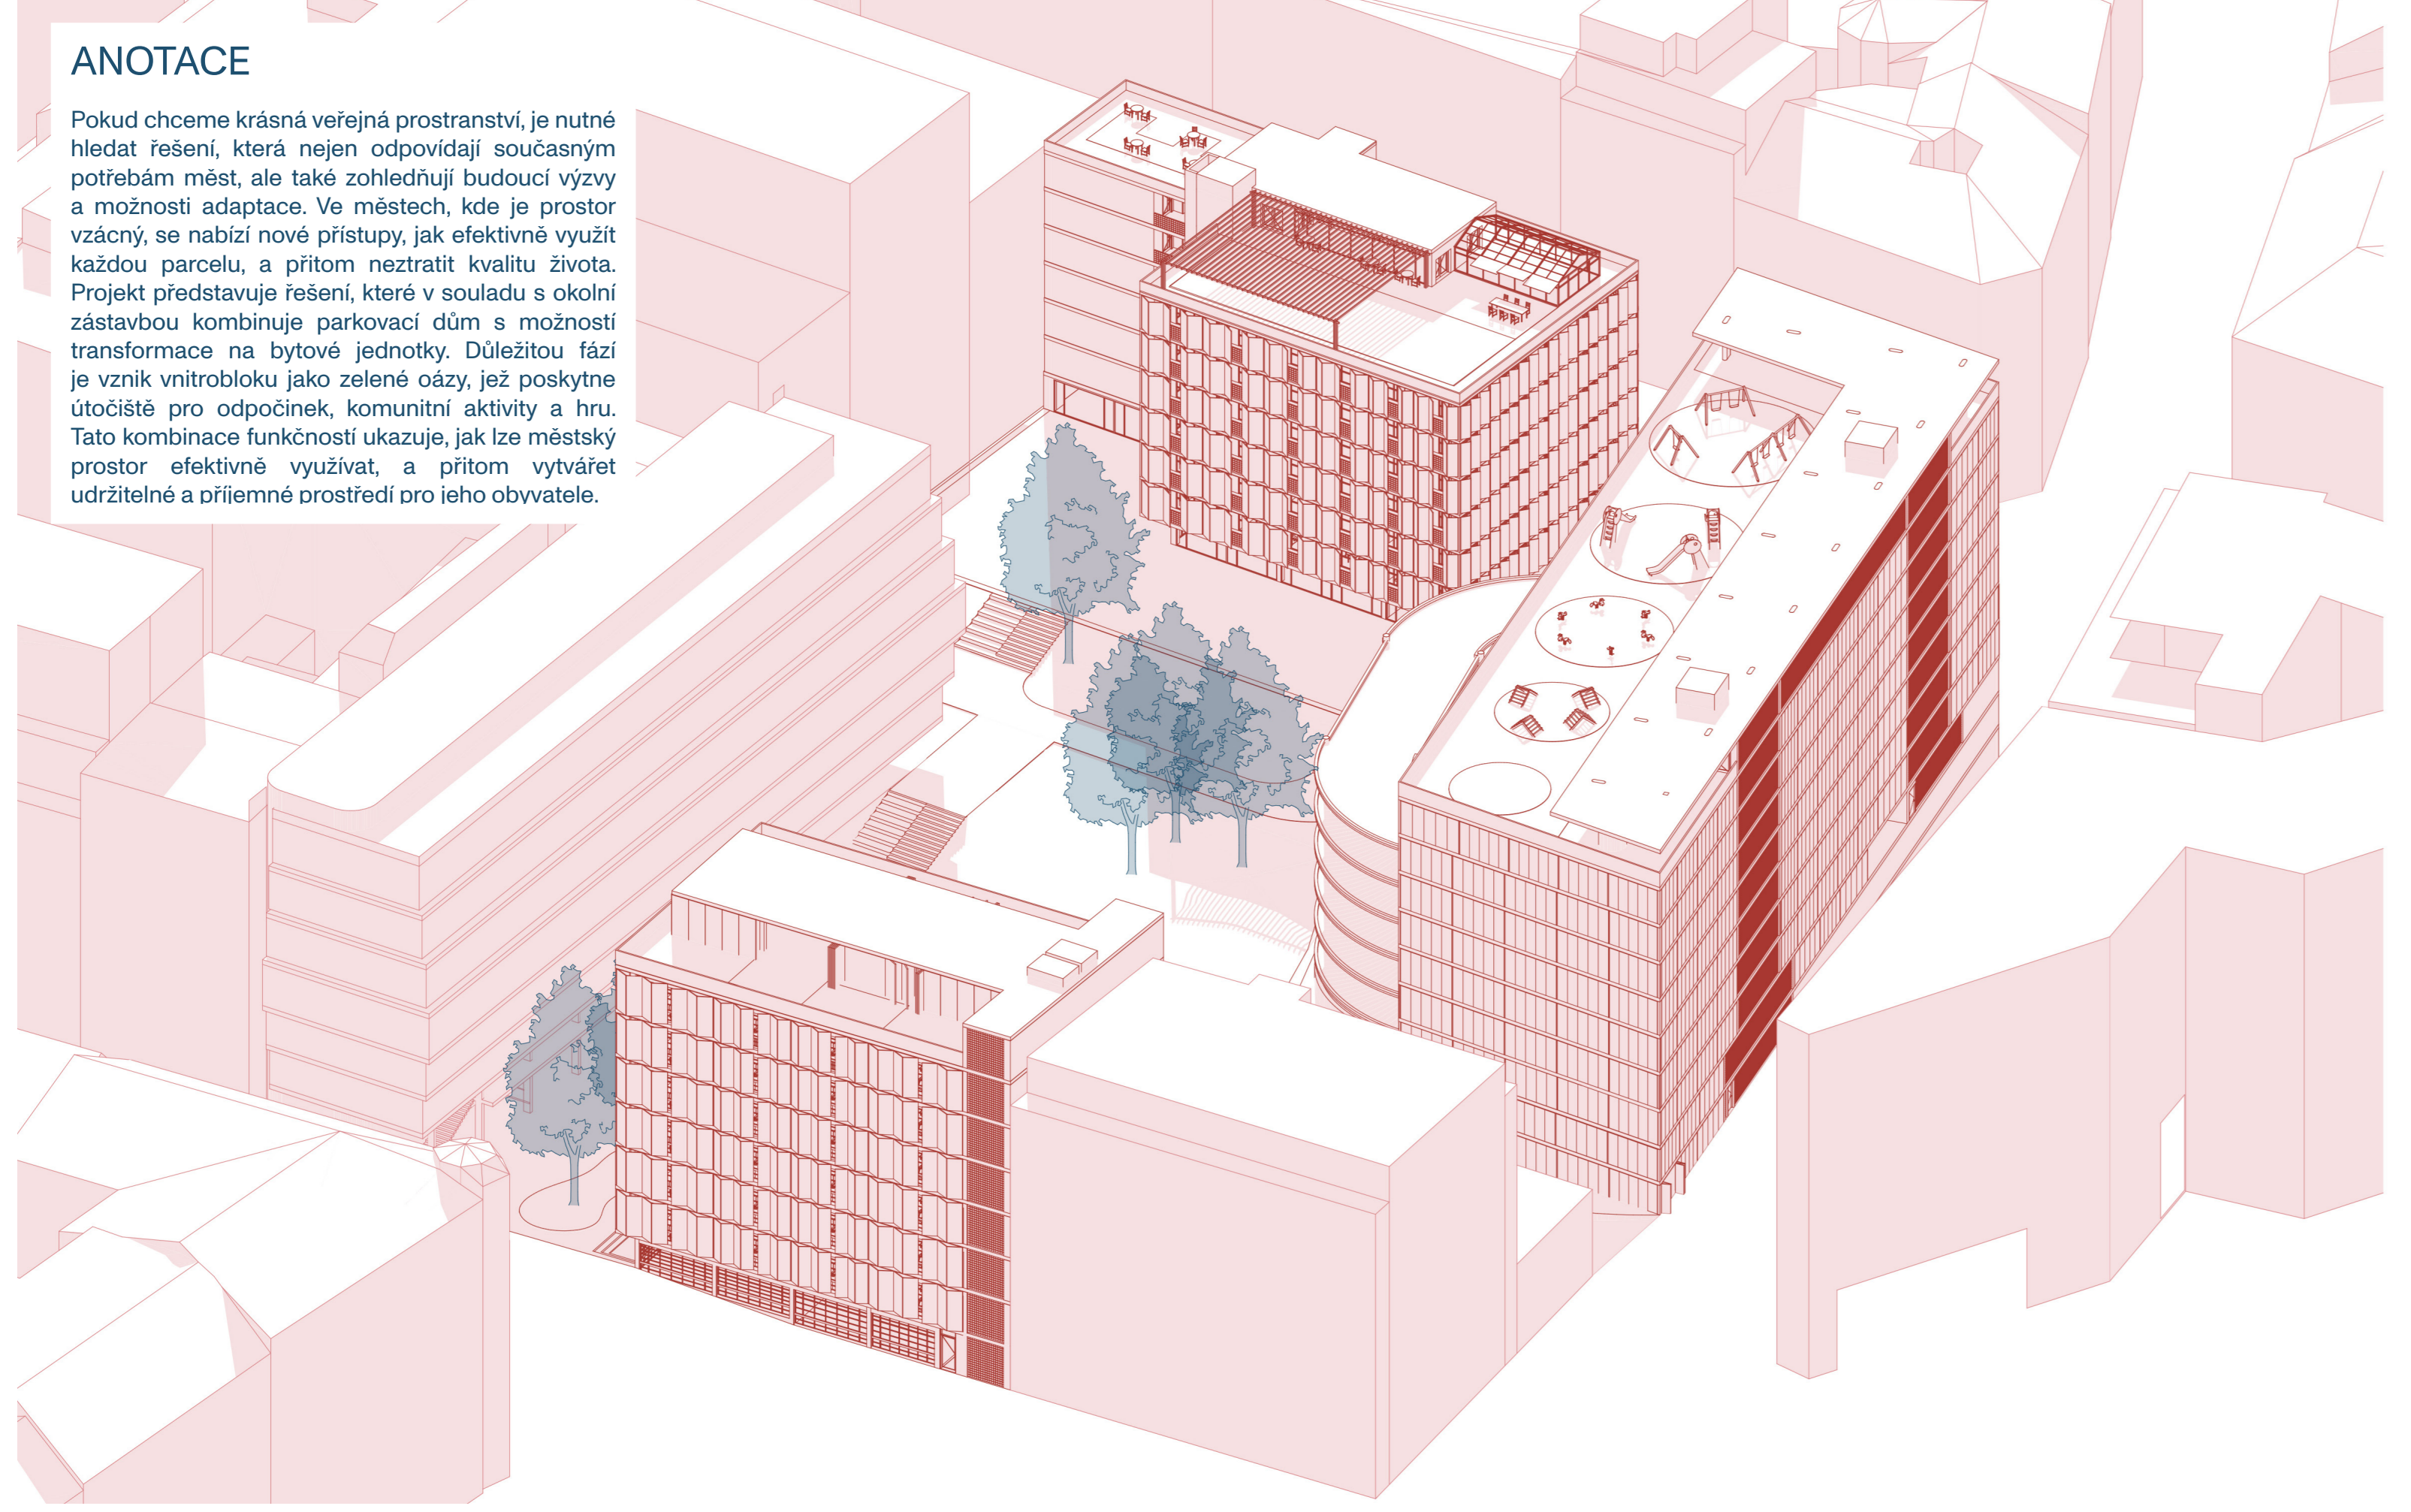 ANOTACE
Pokud chceme krásná veřejná prostranství, je nutné
hledat řešení, která nejen odpovídají současným
potřebám měst, ale také zohledňují budoucí výzvy
a možnosti adaptace. Ve městech, kde je prostor
vzácný, se nabízí nové přístupy, jak efektivně využít
každou parcelu, a přitom neztratit kvalitu života.
Projekt představuje řešení, které v souladu s okolní
zástavbou kombinuje parkovací dům s možností
transformace na bytové jednotky. Důležitou fází
je vznik vnitrobloku jako zelené oázy, jež poskytne
útočiště pro odpočinek, komunitní aktivity a hru.
Tato kombinace funkčností ukazuje, jak lze městský
prostor efektivně využívat, a přitom vytvářet
udržitelné a příjemné prostředí pro jeho obyvatele.